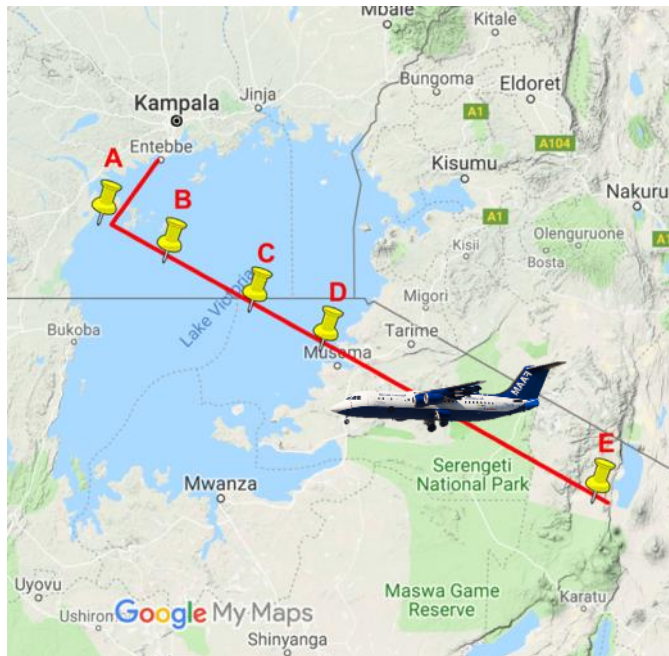 Mbale
Kitale
Bungoma
Eldoret
Jinja
Kampala
A1
A104
Entebbe
A
Kisumu
Nakuru
B
A1
Olenguruone
A1
C
Kisii
Bosta
Lake Victoria
D
Migori
Bukoba
Tarime
Musoma
FAAM
E
Serengeti
National Park
Mwanza
Uyovu
Maswa Game
Reserve
Karatu
Ushirom
Google My Maps
Shinyanga